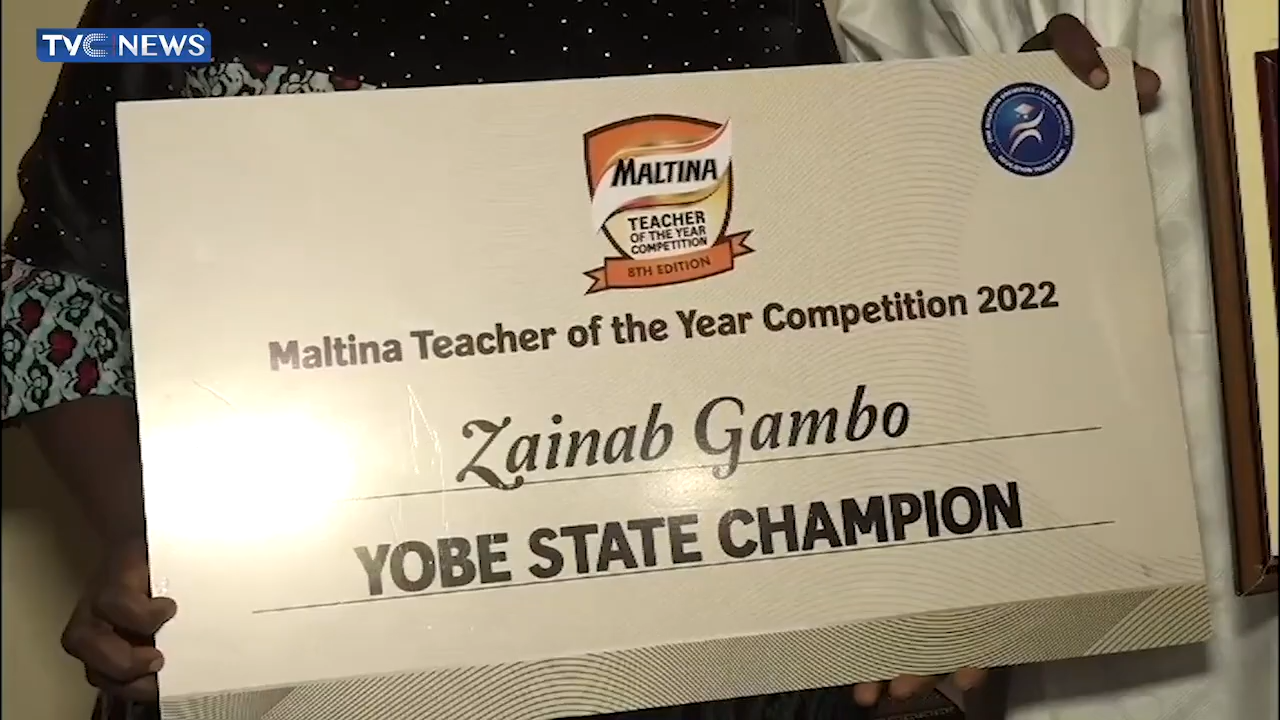 TVC NEWS
MALTINA
TEACHER
OF THE YEAR
COMPETITION
8TH EDITION
Maltina Teacher of the Year Competition 2022
Zainab Gambo
YOBE STATE CHAMPION